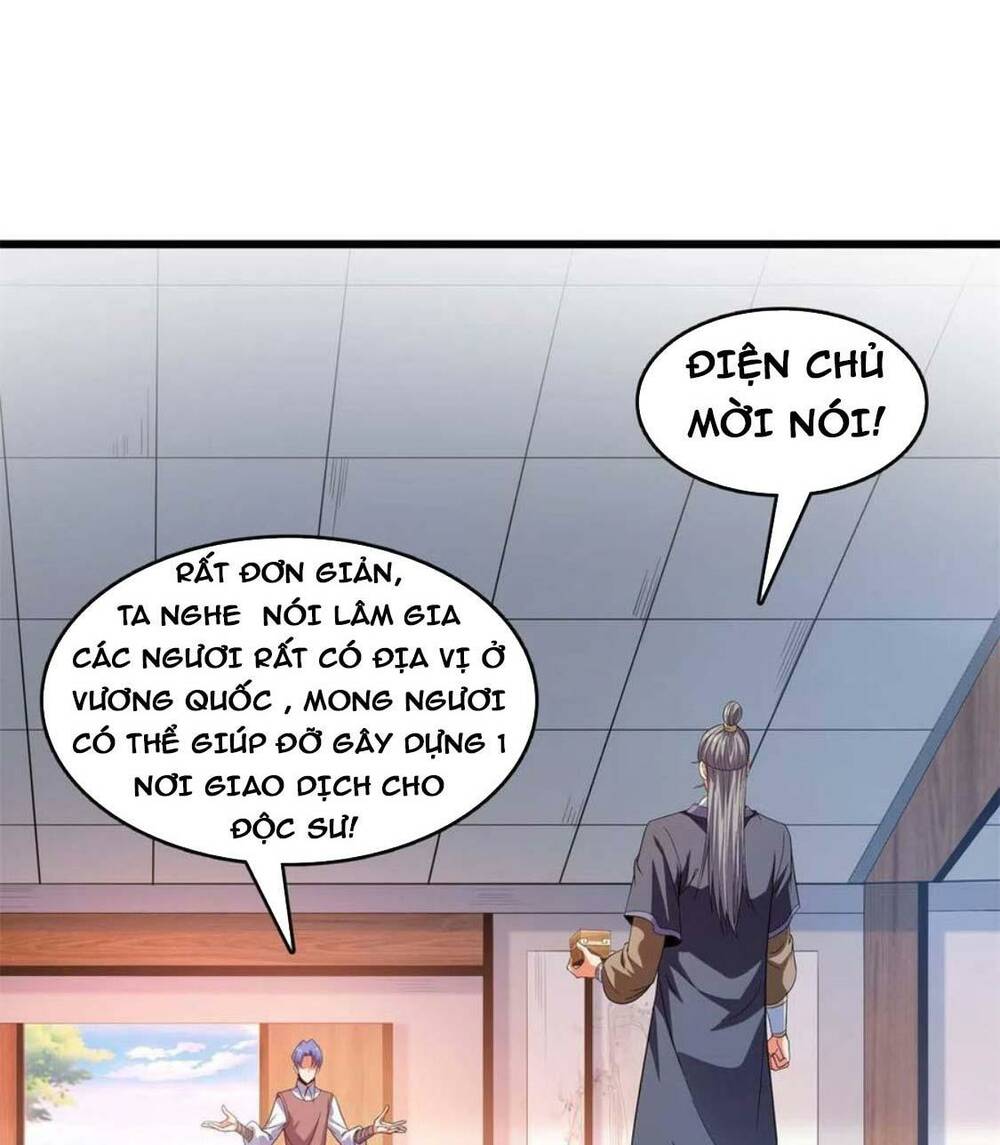 ĐIỆN CHỦ
MỜI NÓI!
RẤT ĐƠN GIẢN,
TA NGHE NÓI LÂM GIA
CÁC NGƯƠI RẤT CÓ ĐỊA VỊ Ở
VƯƠNG QUỐC , MONG NGƯƠI
CÓ THỂ GIÚP ĐỠ GÂY DỰNG 1
NƠI GIAO DỊCH CHO
ĐỘC SƯ!